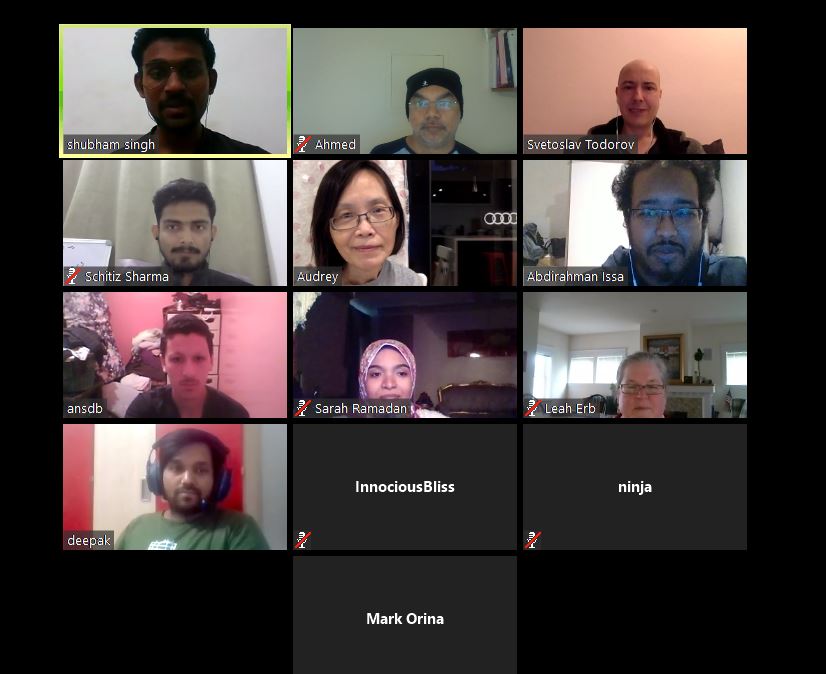 shubham singh
Ahmed
Svetoslav Todorov
Schitiz Sharma
Audrey
Abdirahman Issa
ansdb
Sarah Ramadan
Leah Erb
deepak
InnociousBliss
ninja
Mark Orina